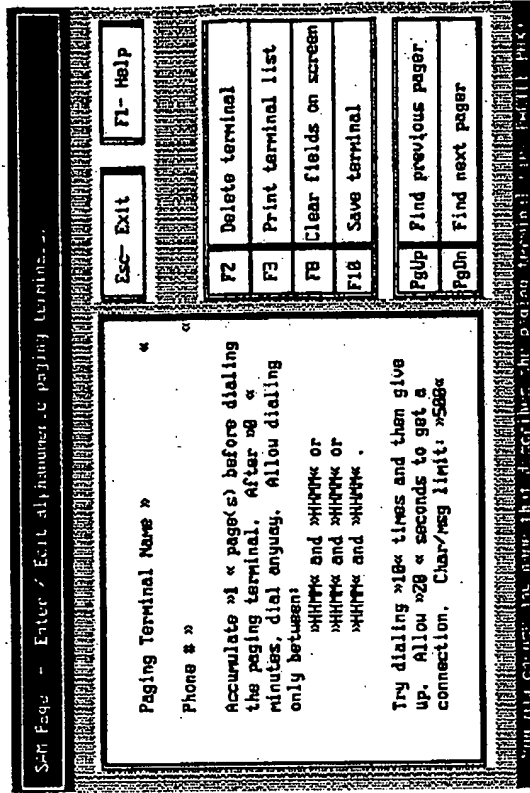 SAM Page - Enter / Edit alphanumeric paging terminals.
Esc- Exit
F1- Help
Paging Terminal Name » «
Phone # » «
Accumulate »1 « page(s) before dialing
the paging terminal. After »0 «
minutes, dial anyway. Allow dialing
only between:
»HHMM« and »HHMM« or
»HHMM« and »HHMM« or
»HHMM« and »HHMM« .
Try dialing »10« times and then give
up. Allow »20 « seconds to get a
connection. Char/msg limit: »500«
F2 Delete terminal
F3 Print terminal list
F8 Clear fields on screen
F10 Save terminal
PgUp Find previous pager
PgDn Find next pager